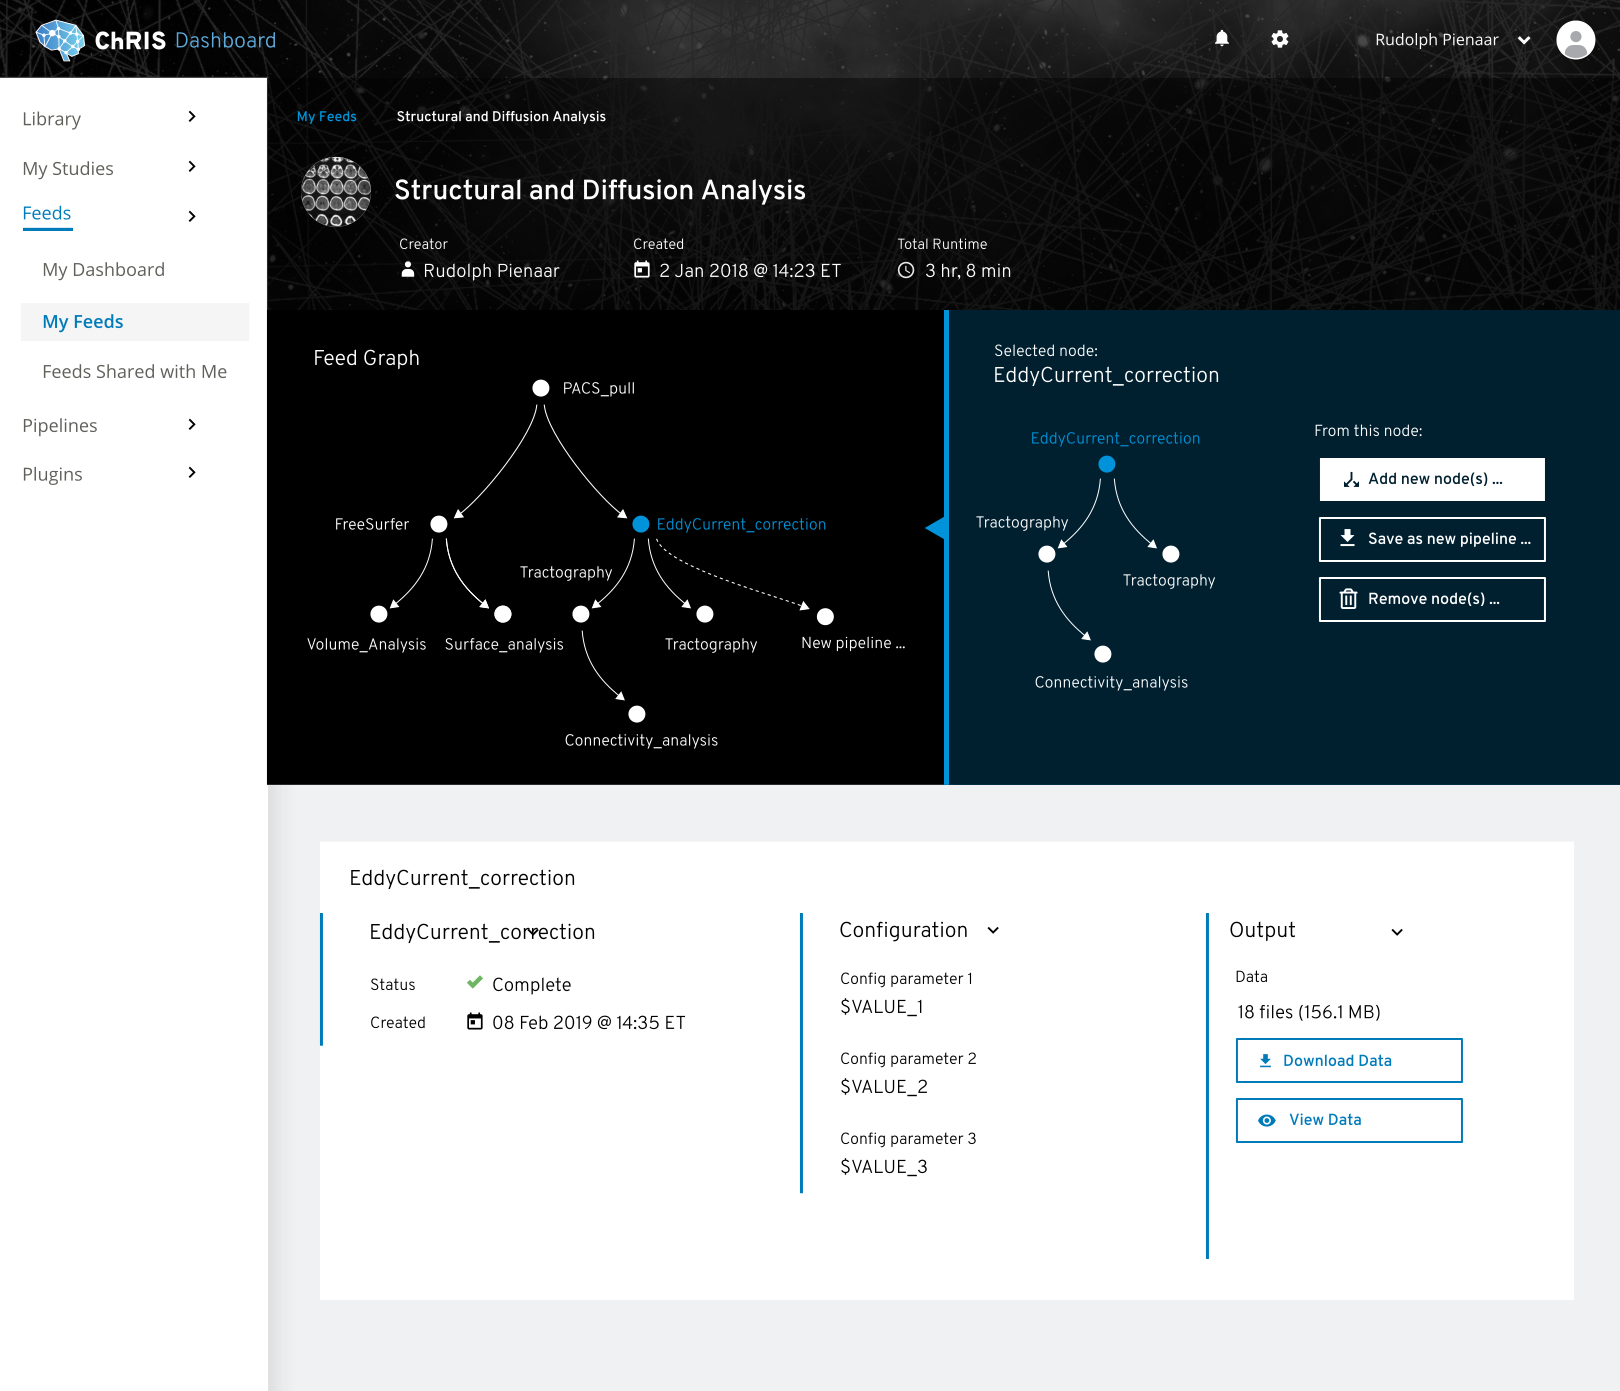 ChRIS Dashboard
Rudolph Pienaar
Library
My Studies
Feeds
My Dashboard
My Feeds
Feeds Shared with Me
Pipelines
Plugins
My Feeds
Structural and Diffusion Analysis
Structural and Diffusion Analysis
Creator
Rudolph Pienaar
Created
2 Jan 2018 @ 14:23 ET
Total Runtime
3 hr, 8 min
Feed Graph
PACS_pull
FreeSurfer
EddyCurrent_correction
Tractography
Volume_Analysis
Surface_analysis
Tractography
New pipeline ...
Connectivity_analysis
Selected node:
EddyCurrent_correction
EddyCurrent_correction
Tractography
Tractography
Connectivity_analysis
From this node:
Add new node(s) ...
Save as new pipeline ...
Remove node(s) ...
EddyCurrent_correction
EddyCurrent_correction
Status
Complete
Created
08 Feb 2019 @ 14:35 ET
Configuration
Config parameter 1
$VALUE_1
Config parameter 2
$VALUE_2
Config parameter 3
$VALUE_3
Output
Data
18 files (156.1 MB)
Download Data
View Data